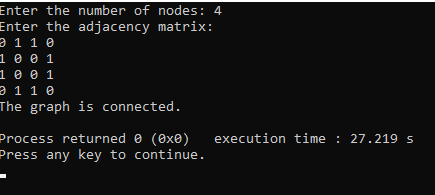 Enter the number of nodes: 4
Enter the adjacency matrix:
0 1 1 0
1 0 0 1
1 0 0 1
0 1 1 0
The graph is connected.
Process returned 0 (0x0)   execution time : 27.219 s
Press any key to continue.